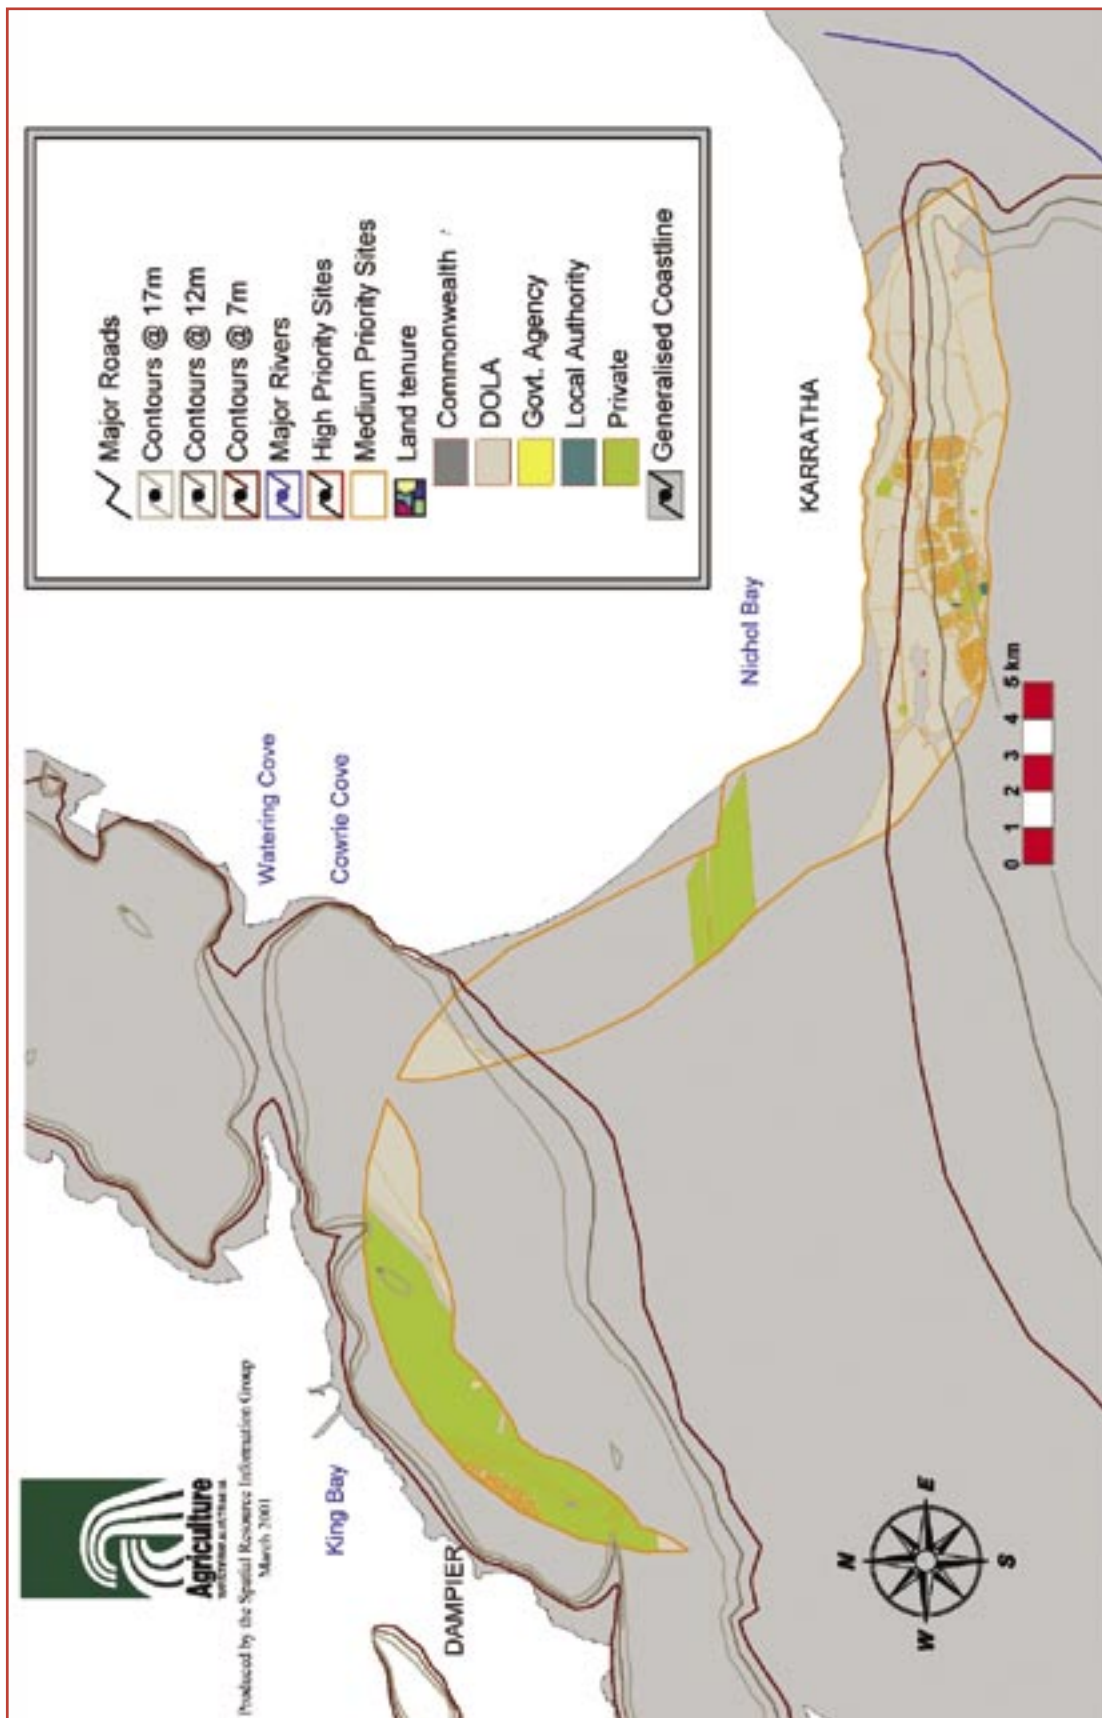 Agriculture
WESTERN AUSTRALIA
Produced by the Spatial Resource Information Group
March 2001
King Bay
DAMPIER
Watering Cove
Cowrie Cove
Nichol Bay
KARRATHA
Major Roads
Contours @ 17m
Contours @ 12m
Contours @ 7m
Major Rivers
High Priority Sites
Medium Priority Sites
Land tenure
Commonwealth
DOLA
Govt. Agency
Local Authority
Private
Generalised Coastline
N
W E
S
0 1 2 3 4 5 km